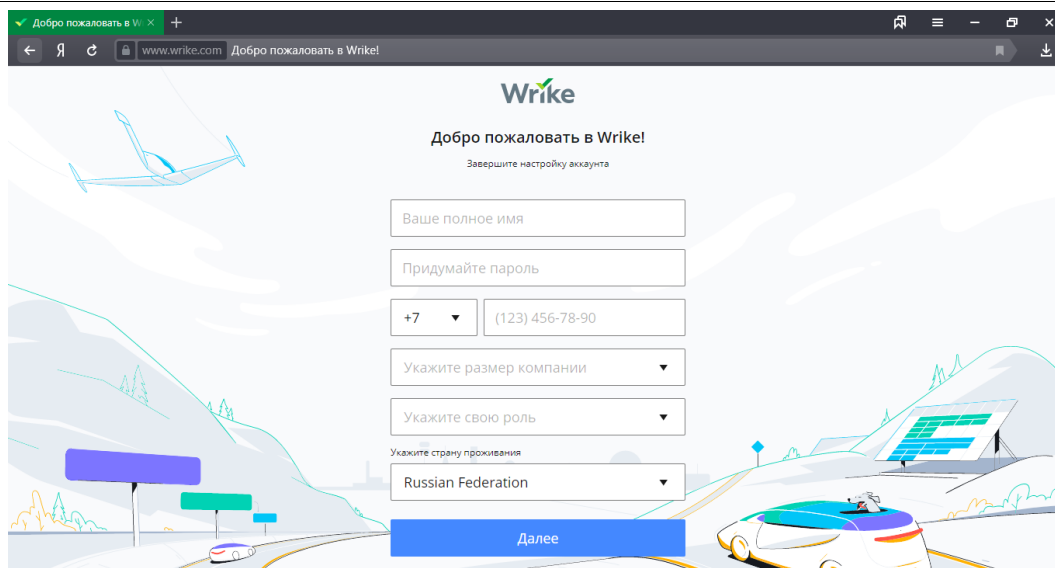 Добро пожаловать в W
www.wrike.com Добро пожаловать в Wrike!
Wrike
Добро пожаловать в Wrike!
Завершите настройку аккаунта
Ваше полное имя
Придумайте пароль
+7 (123) 456-78-90
Укажите размер компании
Укажите свою роль
Укажите страну проживания
Russian Federation
Далее